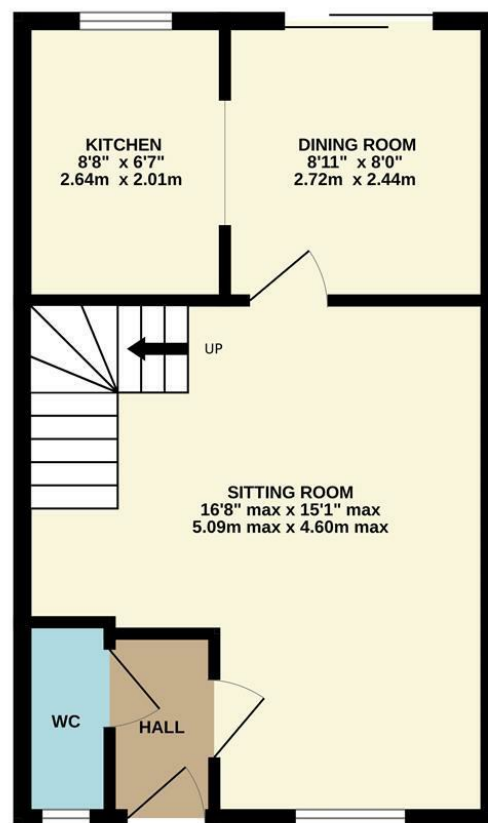 KITCHEN
8'8" x 6'7"
2.64m x 2.01m
DINING ROOM
8'11" x 8'0"
2.72m x 2.44m
UP
SITTING ROOM
16'8" max x 15'1" max
5.09m max x 4.60m max
WC
HALL